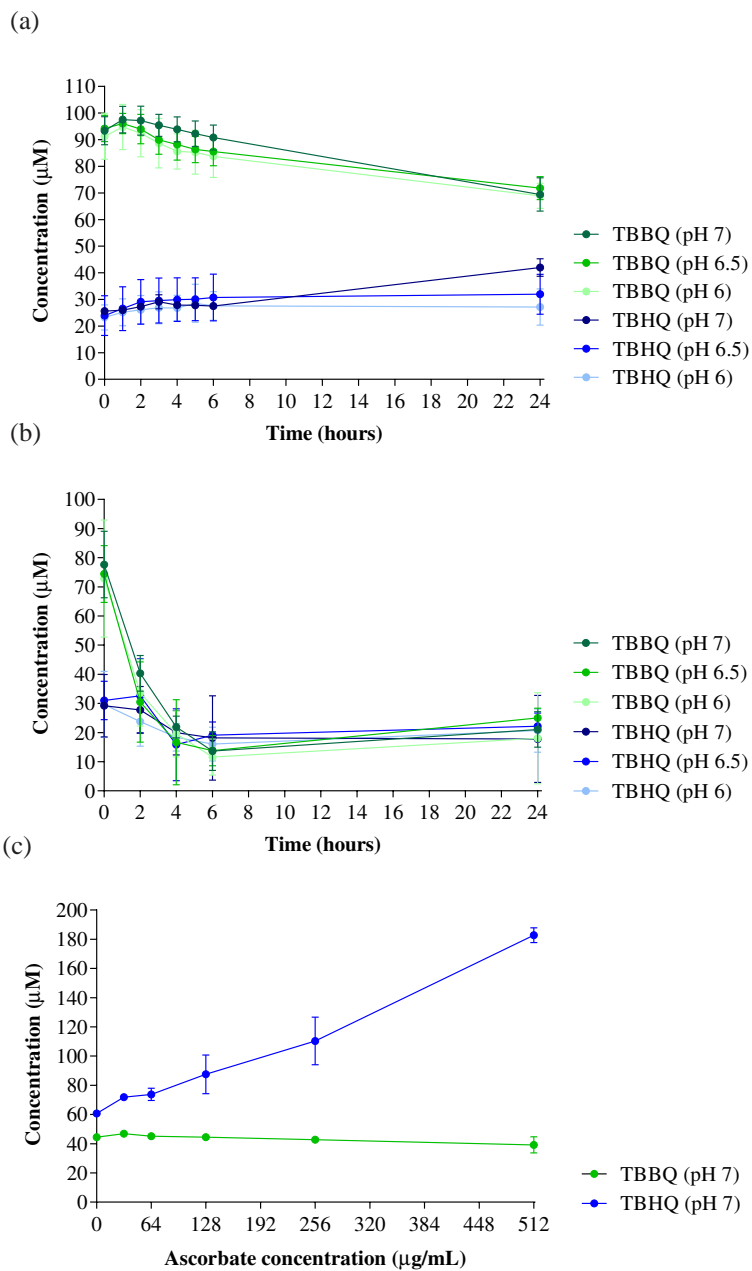 (a)
110
100
90
80
70
60
50
40
30
20
10
0
Concentration (μM)
0 2 4 6 8 10 12 14 16 18 20 22 24
Time (hours)
TBBQ (pH 7)
TBBQ (pH 6.5)
TBBQ (pH 6)
TBHQ (pH 7)
TBHQ (pH 6.5)
TBHQ (pH 6)
(b)
100
90
80
70
60
50
40
30
20
10
0
Concentration (μM)
0 2 4 6 8 10 12 14 16 18 20 22 24
Time (hours)
TBBQ (pH 7)
TBBQ (pH 6.5)
TBBQ (pH 6)
TBHQ (pH 7)
TBHQ (pH 6.5)
TBHQ (pH 6)
(c)
200
180
160
140
120
100
80
60
40
20
0
Concentration (μM)
0 64 128 192 256 320 384 448 512
Ascorbate concentration (μg/mL)
TBBQ (pH 7)
TBHQ (pH 7)